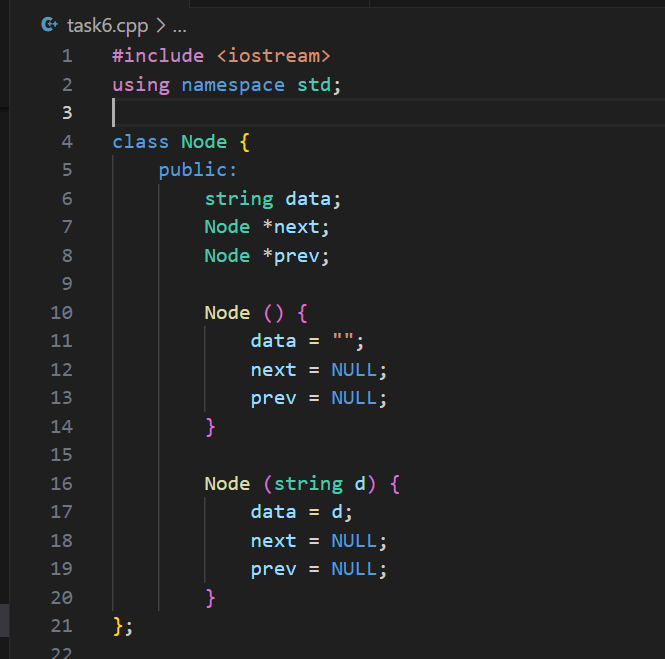 task6.cpp > ...
1 #include <iostream>
2 using namespace std;
3
4 class Node {
5     public:
6         string data;
7         Node *next;
8         Node *prev;
9
10         Node () {
11             data = "";
12             next = NULL;
13             prev = NULL;
14         }
15
16         Node (string d) {
17             data = d;
18             next = NULL;
19             prev = NULL;
20         }
21 };
22